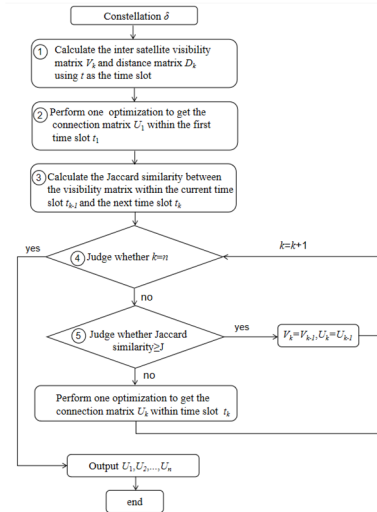 Constellation δ̂
① Calculate the inter satellite visibility
matrix Vk and distance matrix Dk
using t as the time slot
② Perform one optimization to get the
connection matrix U1 within the first
time slot t1
③ Calculate the Jaccard similarity between
the visibility matrix within the current time
slot tk-1 and the next time slot tk
yes
k=k+1
④ Judge whether k=n
no
⑤ Judge whether Jaccard
similarity≥J
yes
Vk=Vk-1,Uk=Uk-1
no
Perform one optimization to get the
connection matrix Uk within time slot tk
Output U1,U2,...,Un
end